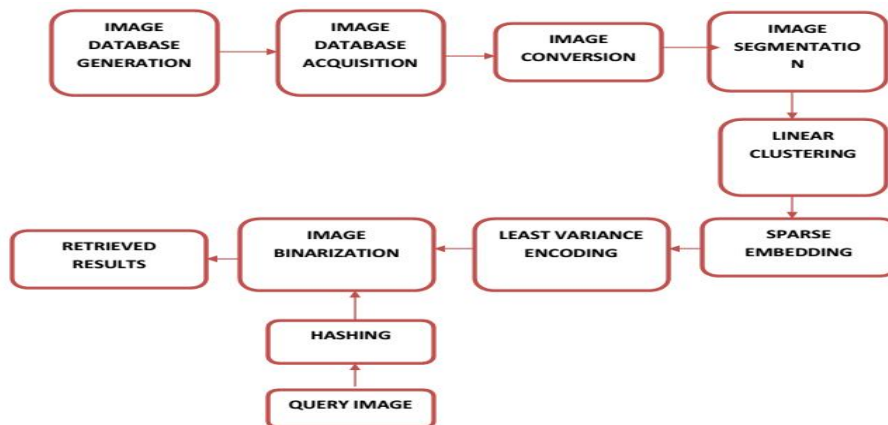 IMAGE
DATABASE
GENERATION
IMAGE
DATABASE
ACQUISITION
IMAGE
CONVERSION
IMAGE
SEGMENTATIO
N
LINEAR
CLUSTERING
SPARSE
EMBEDDING
LEAST VARIANCE
ENCODING
IMAGE
BINARIZATION
RETRIEVED
RESULTS
HASHING
QUERY IMAGE